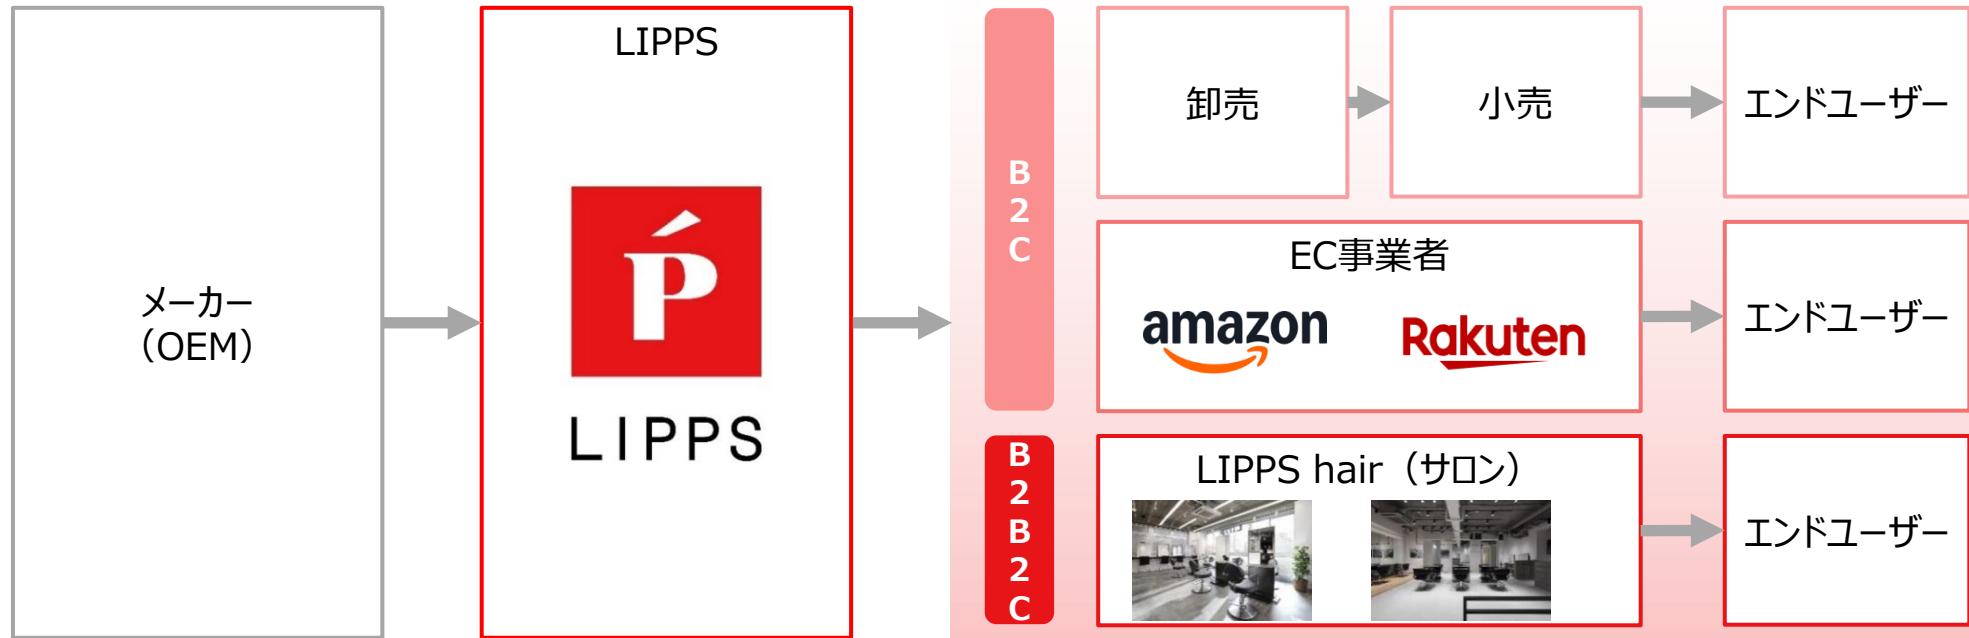 メーカー
（OEM）
LIPPS
Ṕ
LIPPS
B
2
C
卸売
小売
エンドユーザー
EC事業者
amazon
Rakuten
エンドユーザー
B
2
B
2
C
LIPPS hair（サロン）
エンドユーザー